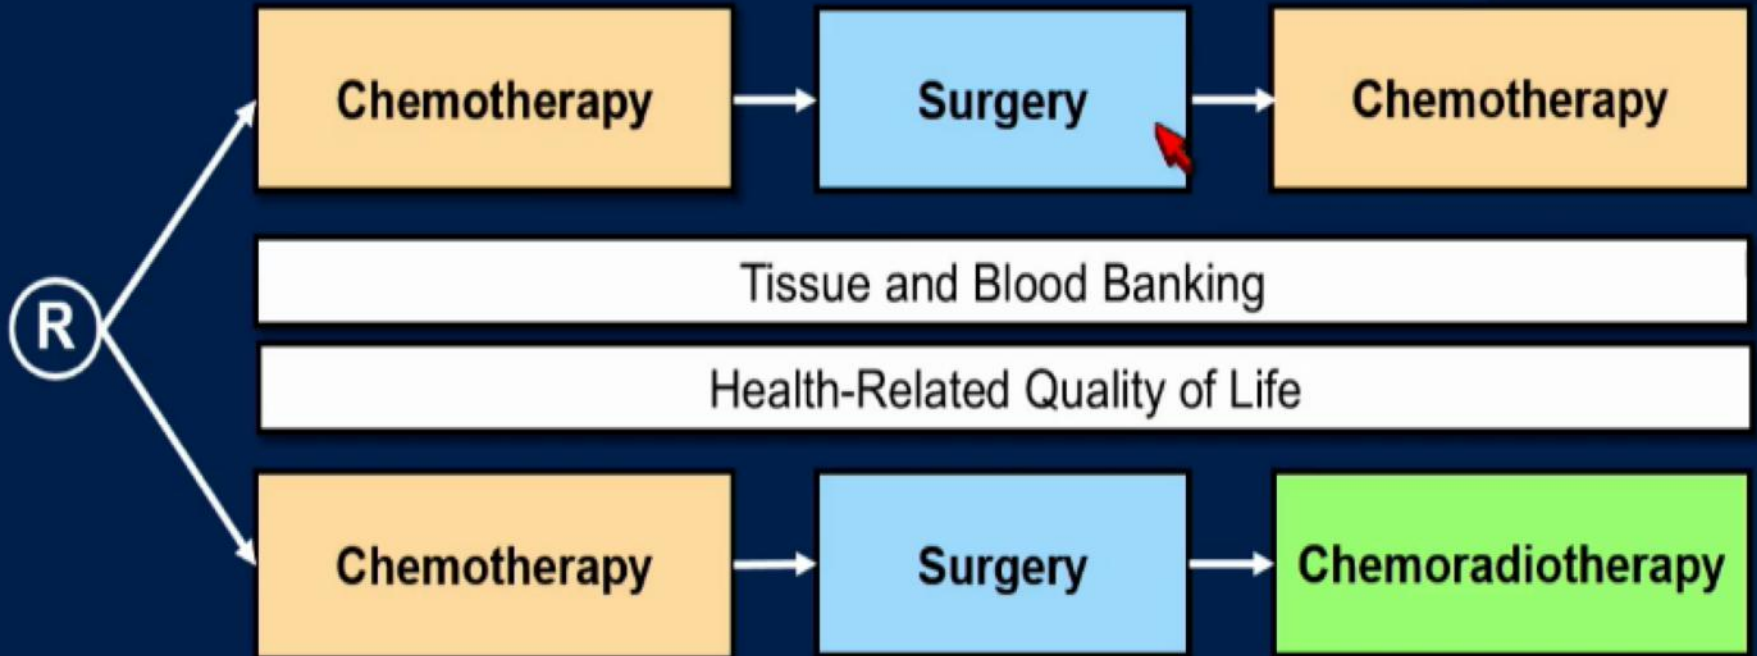 Chemotherapy Surgery Chemotherapy
Tissue and Blood Banking
R
Health-Related Quality of Life
Chemotherapy Surgery Chemoradiotherapy